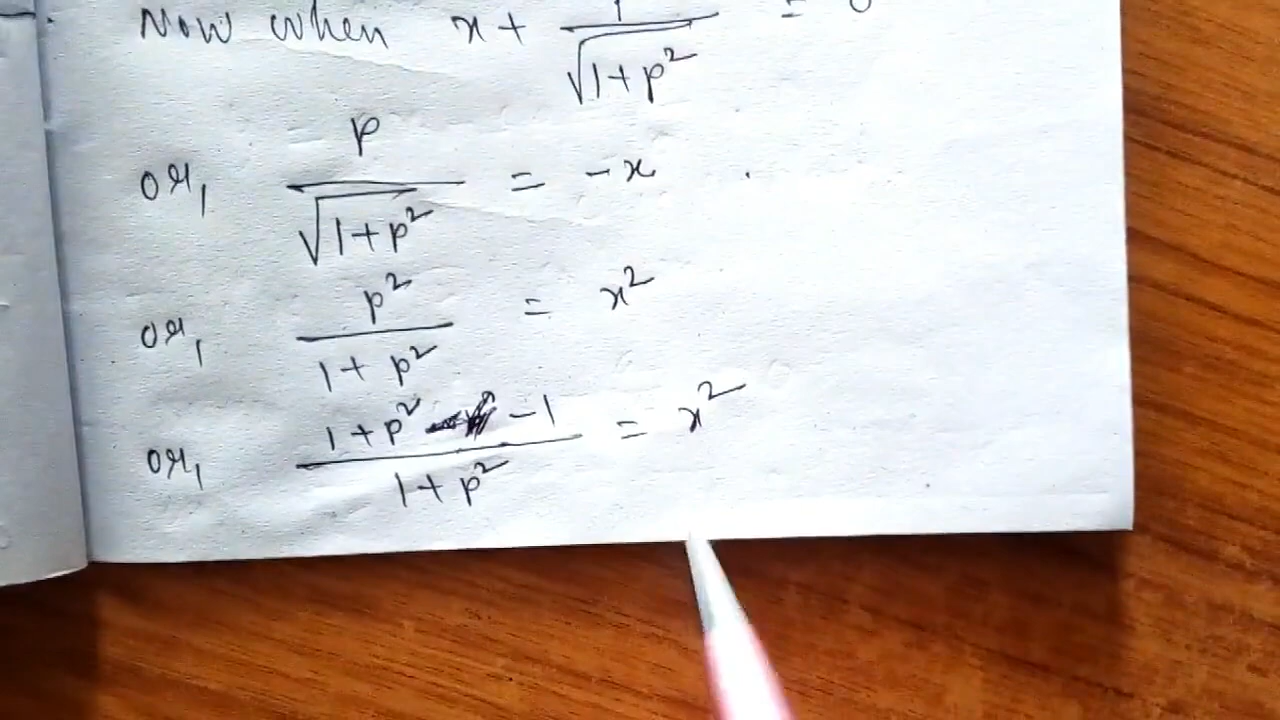 Now when x + 1/√(1+p²) =
or, p/√(1+p²) = -x
or, p²/(1+p²) = x²
or, (1+p² -1)/(1+p²) = x²